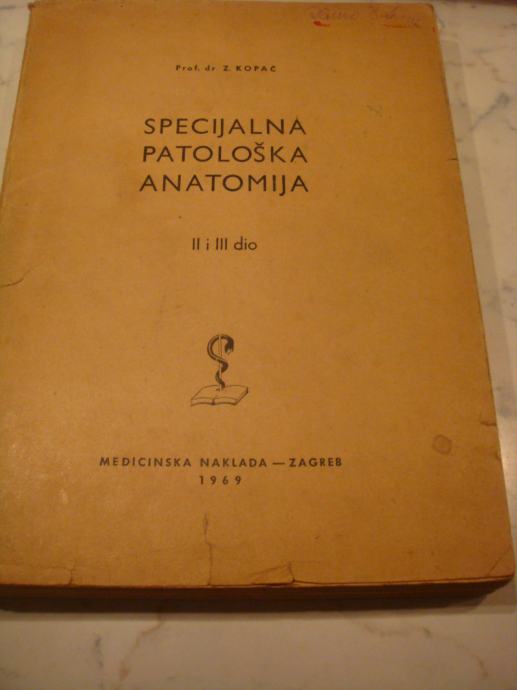 Prof. dr Z. KOPAČ
SPECIJALNA
PATOLOŠKA
ANATOMIJA
II i III dio
MEDICINSKA NAKLADA — ZAGREB
1969